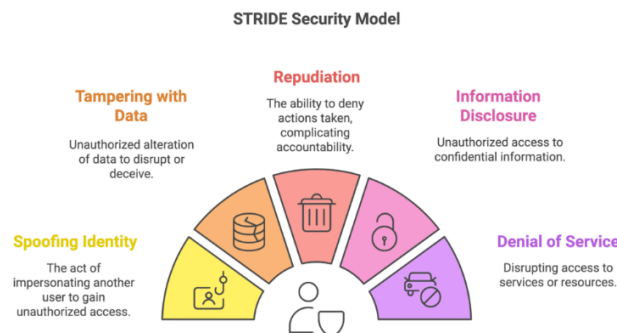 STRIDE Security Model
Repudiation
The ability to deny
actions taken,
complicating
accountability.
Tampering with
Data
Unauthorized alteration
of data to disrupt or
deceive.
Information
Disclosure
Unauthorized access to
confidential information.
Spoofing Identity
The act of
impersonating another
user to gain
unauthorized access.
Denial of Service
Disrupting access to
services or resources.